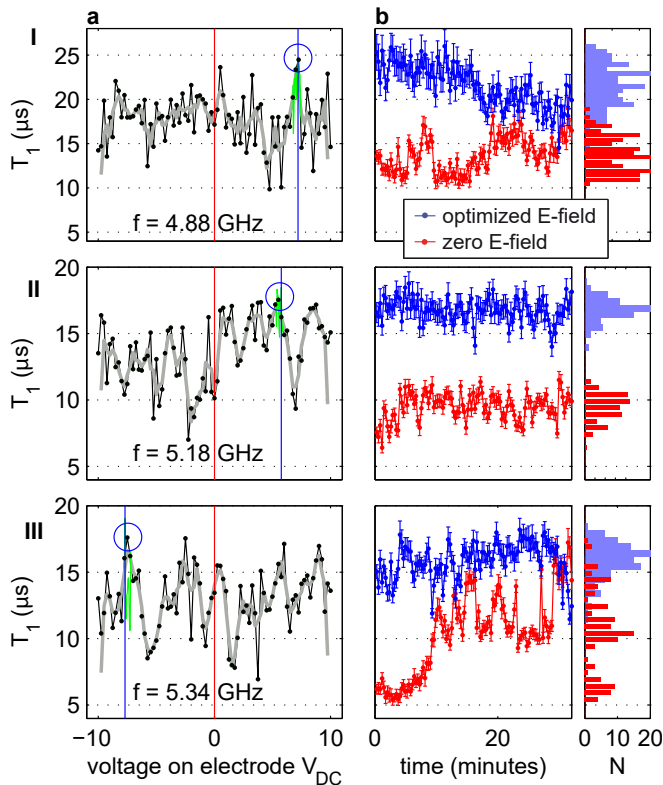 a b
I
25
20
15
10
5
T1 (μs)
f = 4.88 GHz
optimized E-field
zero E-field
II
20
15
10
5
T1 (μs)
f = 5.18 GHz
III
20
15
10
5
T1 (μs)
f = 5.34 GHz
−10 0 10 0 20 0 10 20
voltage on electrode VDC time (minutes) N